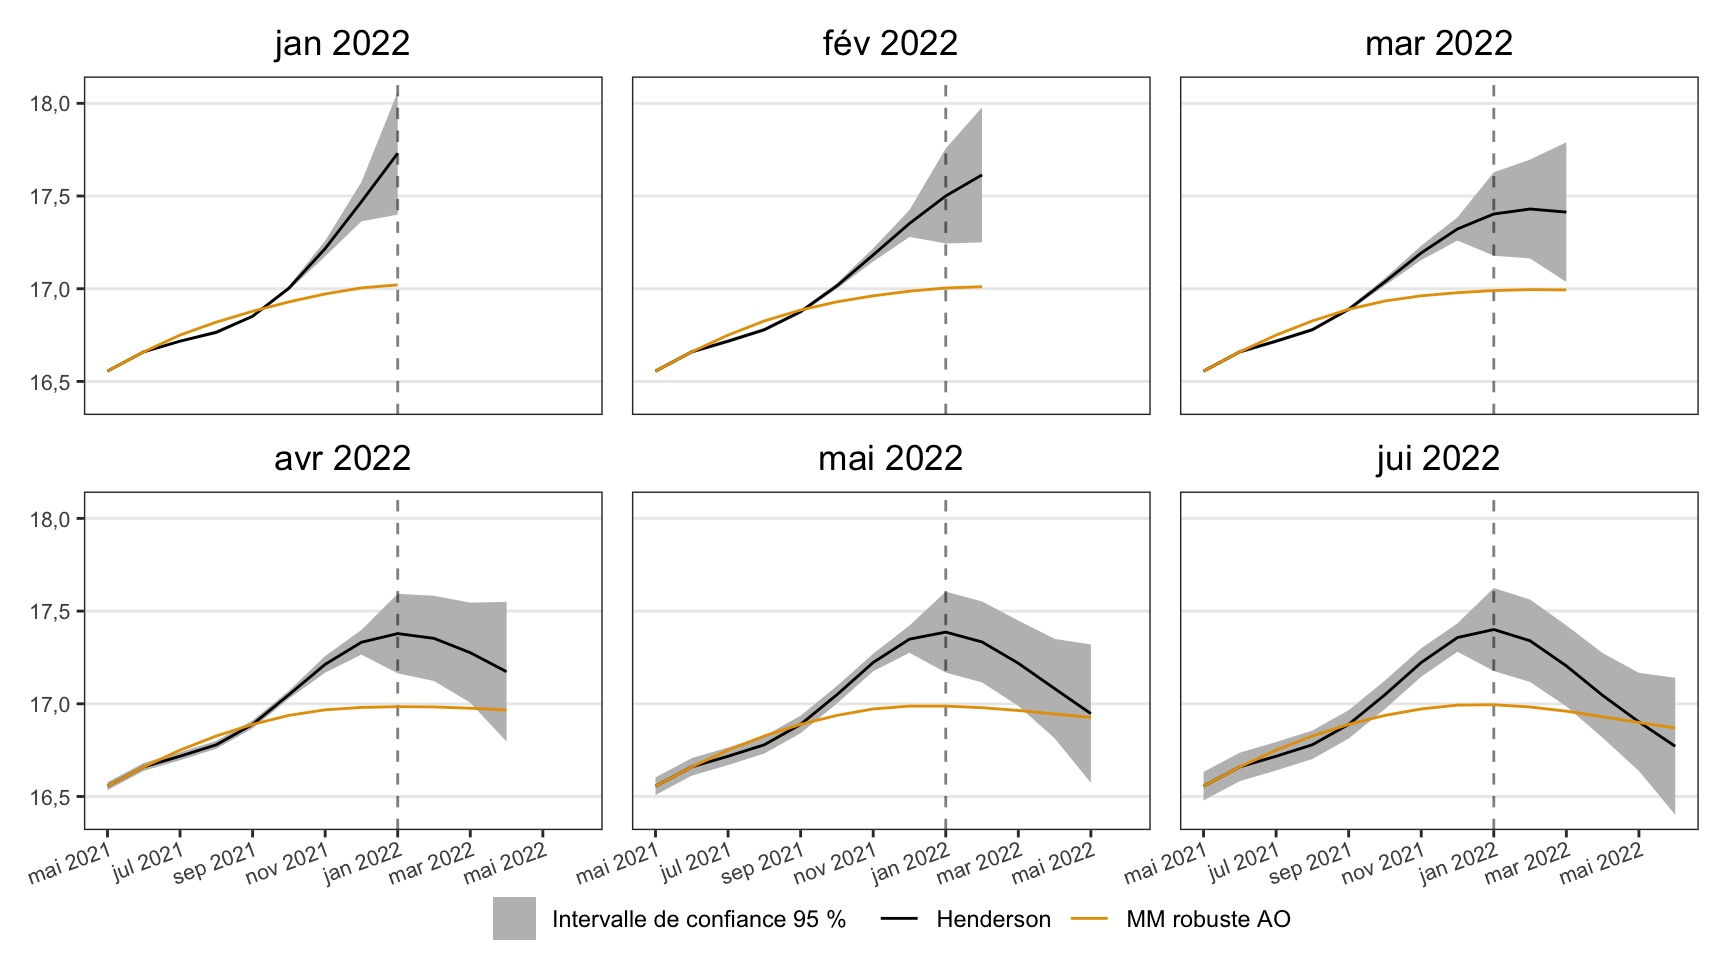 jan 2022 fév 2022 mar 2022
18,0
17,5
17,0
16,5
avr 2022 mai 2022 jui 2022
18,0
17,5
17,0
16,5
mai 2021 jul 2021 sep 2021 nov 2021 jan 2022 mar 2022 mai 2022 mai 2021 jul 2021 sep 2021 nov 2021 jan 2022 mar 2022 mai 2022 mai 2021 jul 2021 sep 2021 nov 2021 jan 2022 mar 2022 mai 2022
Intervalle de confiance 95 % Henderson MM robuste AO